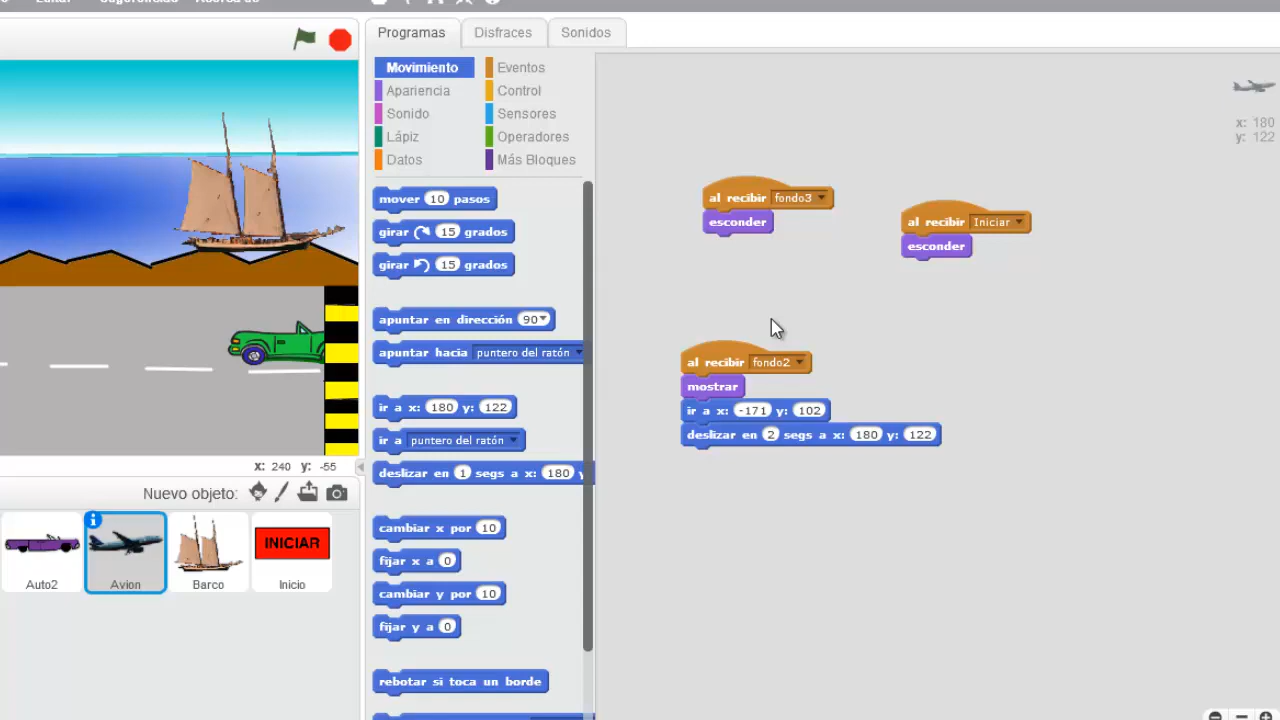 Programas
Disfraces
Sonidos
Movimiento
Eventos
Apariencia
Control
Sonido
Sensores
Lápiz
Operadores
Datos
Más Bloques
mover 10 pasos
girar 15 grados
girar 15 grados
apuntar en dirección 90
apuntar hacia puntero del ratón
ir a x: 180 y: 122
ir a puntero del ratón
deslizar en 1 segs a x: 180 y
cambiar x por 10
fijar x a 0
cambiar y por 10
fijar y a 0
rebotar si toca un borde
x: 240 y: -55
Nuevo objeto:
INICIAR
Auto2
Avion
Barco
Inicio
al recibir fondo3
esconder
al recibir Iniciar
esconder
al recibir fondo2
mostrar
ir a x: -171 y: 102
deslizar en 2 segs a x: 180 y: 122
x: 180
y: 122